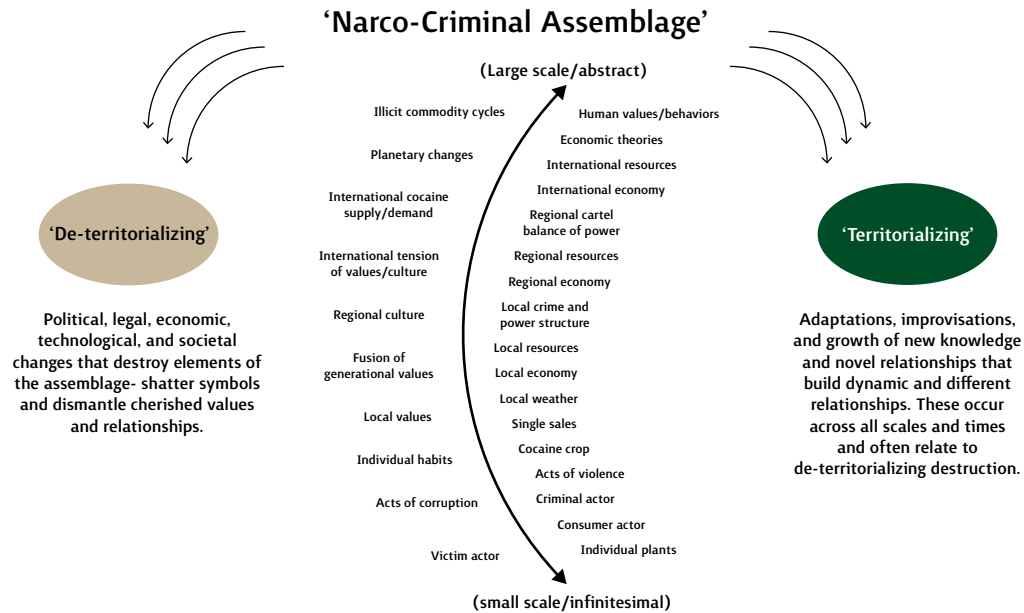 ‘Narco-Criminal Assemblage’
(Large scale/abstract)
Illicit commodity cycles
Planetary changes
International cocaine
supply/demand
International tension
of values/culture
Regional culture
Fusion of
generational values
Local values
Individual habits
Acts of corruption
Victim actor
Human values/behaviors
Economic theories
International resources
International economy
Regional cartel
balance of power
Regional resources
Regional economy
Local crime and
power structure
Local resources
Local economy
Local weather
Single sales
Cocaine crop
Acts of violence
Criminal actor
Consumer actor
Individual plants
(small scale/infinitesimal)
‘De-territorializing’
Political, legal, economic,
technological, and societal
changes that destroy elements of
the assemblage- shatter symbols
and dismantle cherished values
and relationships.
‘Territorializing’
Adaptations, improvisations,
and growth of new knowledge
and novel relationships that
build dynamic and different
relationships. These occur
across all scales and times
and often relate to
de-territorializing destruction.